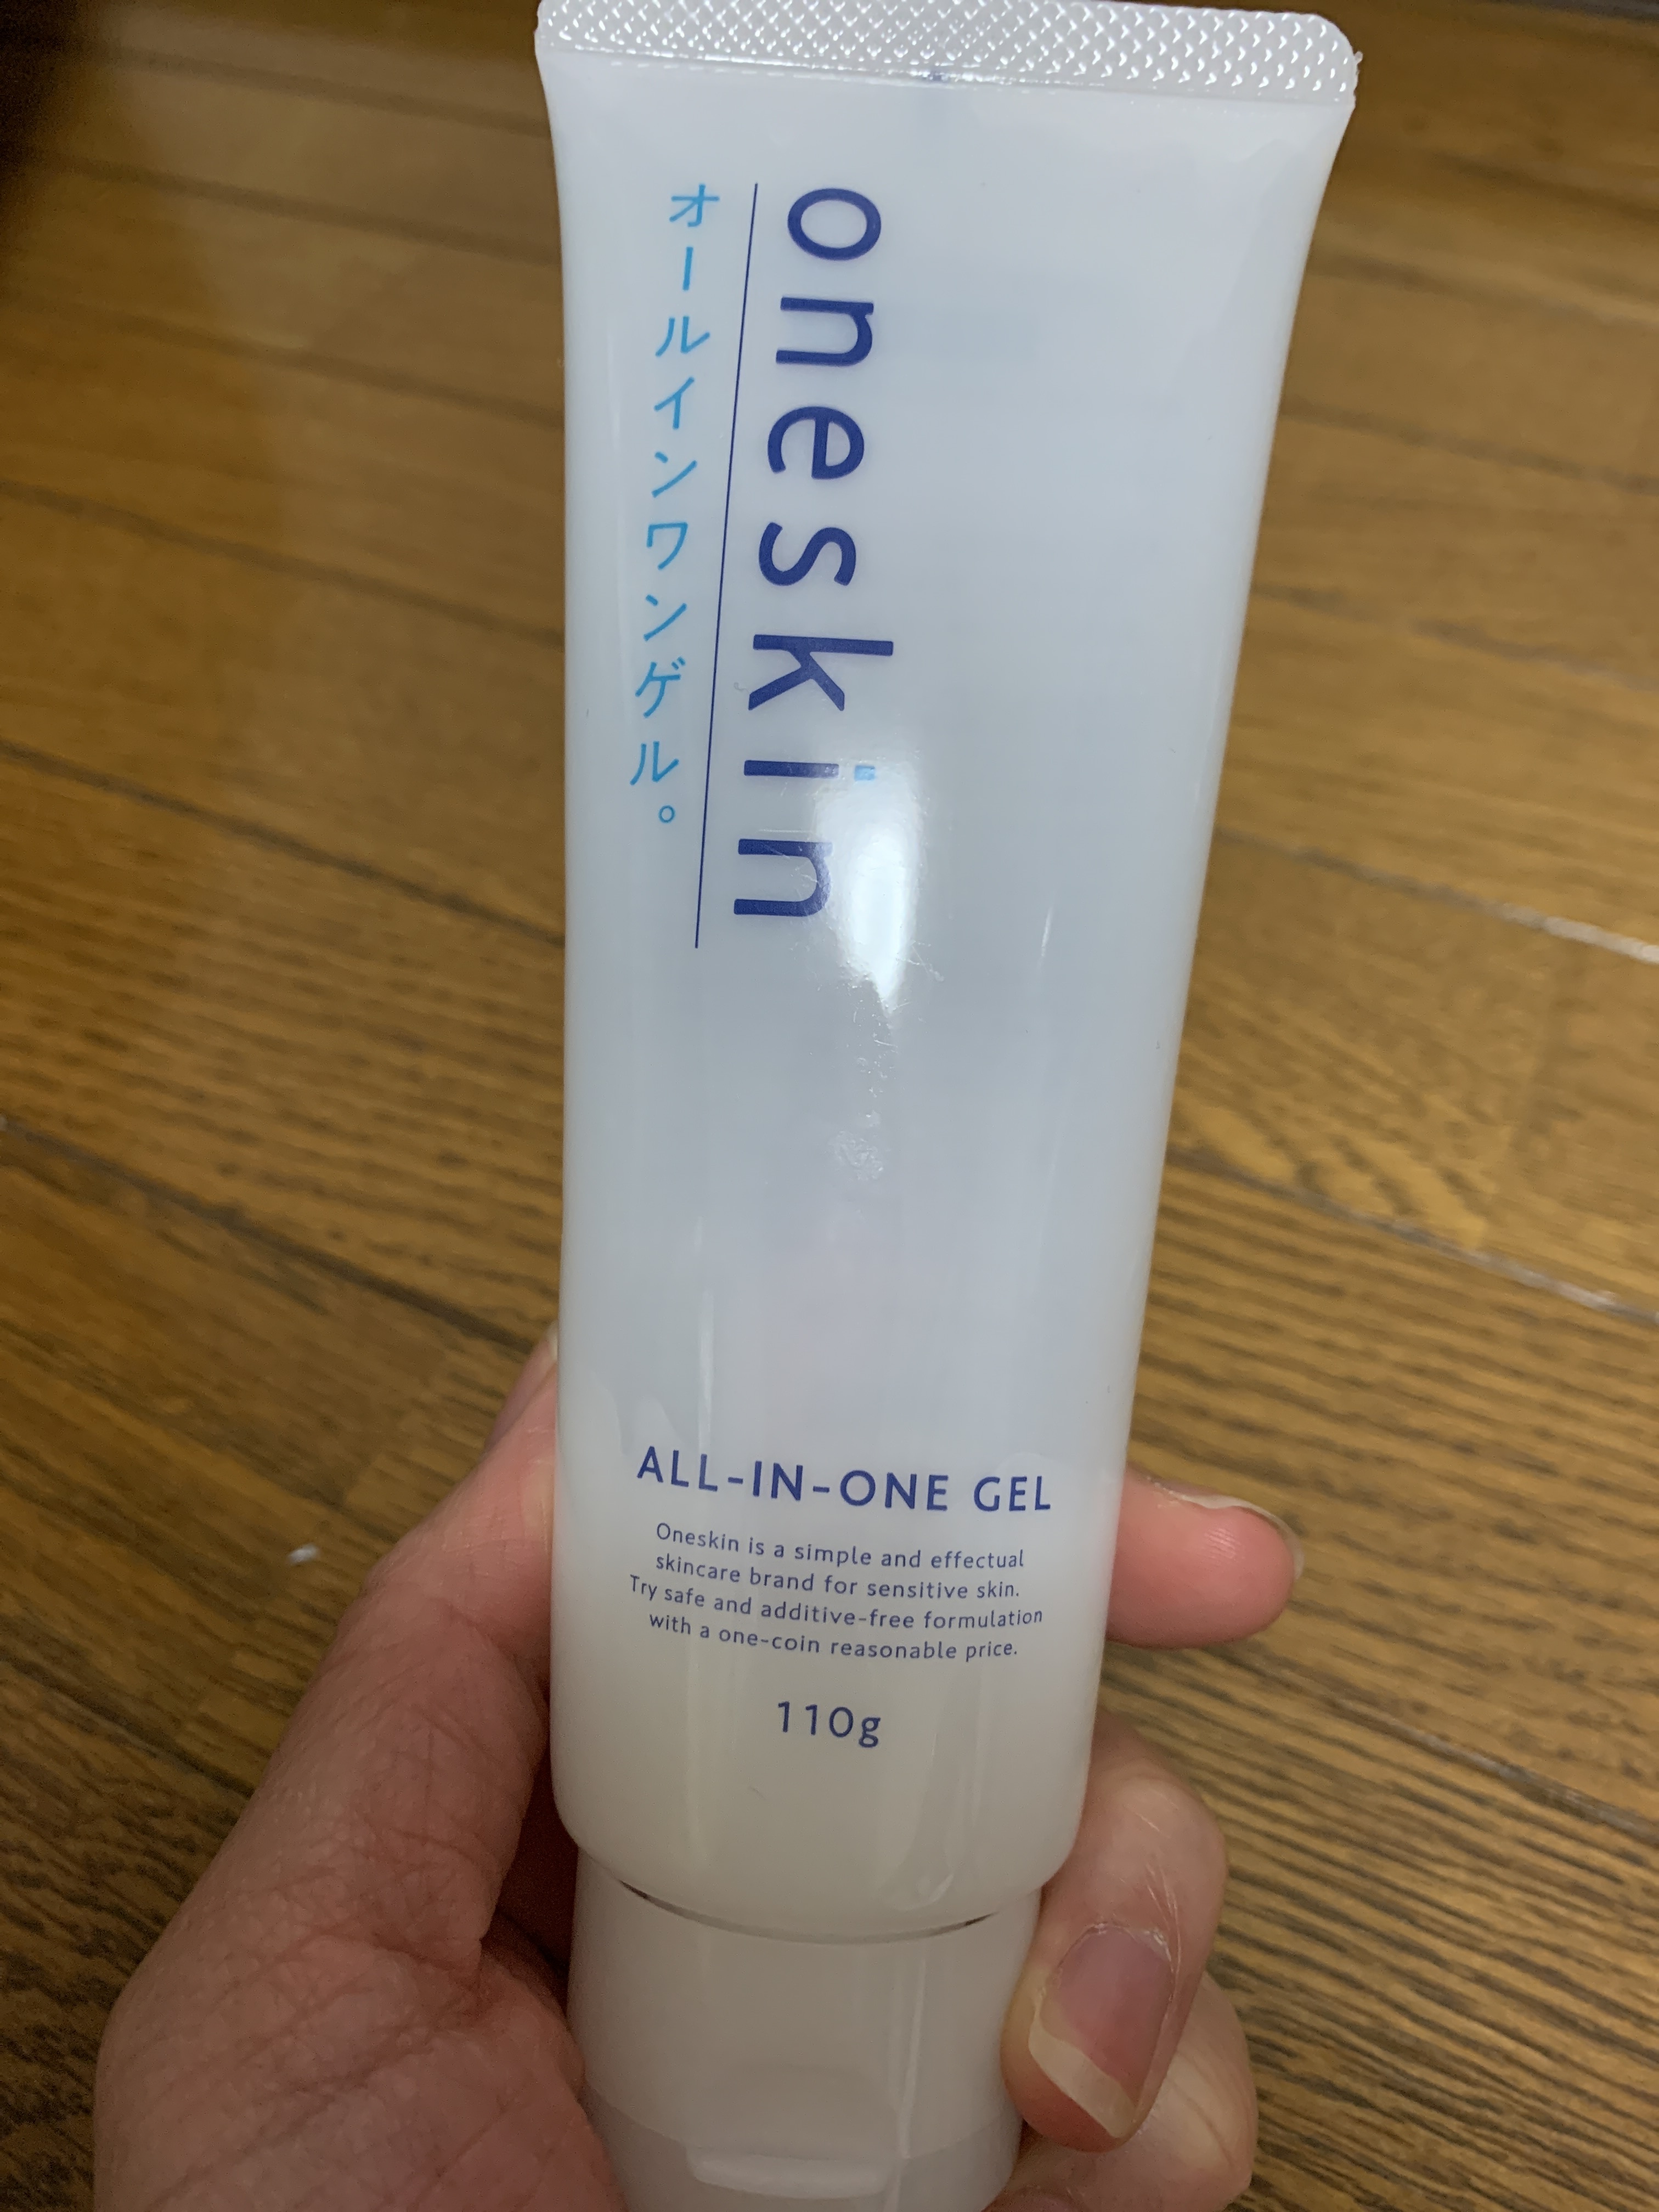 oneskin
オールインワンゲル。
ALL-IN-ONE GEL
Oneskin is a simple and effectual
skincare brand for sensitive skin.
Try safe and additive-free formulation
with a one-coin reasonable price.
110g